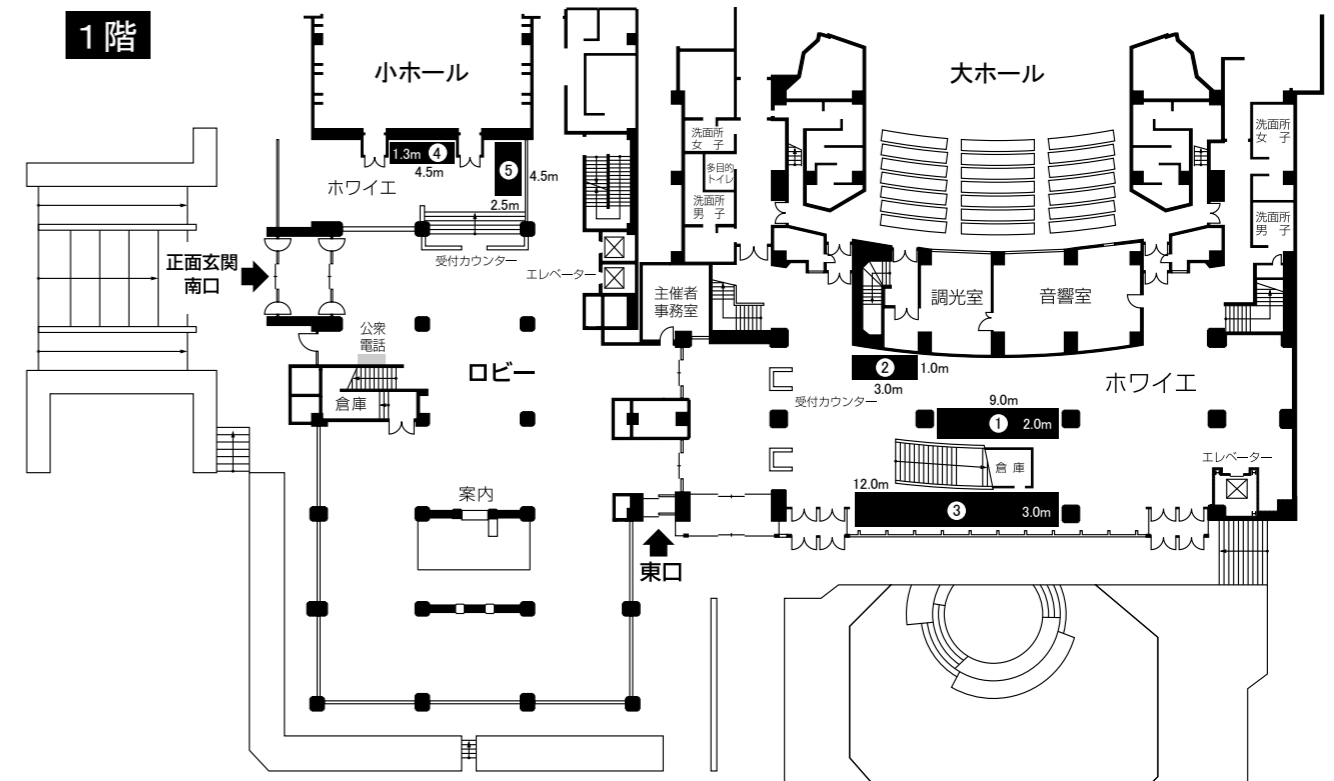 1階
小ホール
大ホール
1.3m ④
4.5m
⑤
4.5m
2.5m
ホワイエ
受付カウンター
正面玄関
南口
エレベーター
公衆
電話
ロビー
倉庫
案内
東口
洗面所
女 子
多目的
トイレ
洗面所
男 子
主催者
事務室
調光室
音響室
洗面所
女 子
洗面所
男 子
② 1.0m
3.0m
受付カウンター
ホワイエ
9.0m
① 2.0m
倉 庫
エレベーター
12.0m
③ 3.0m